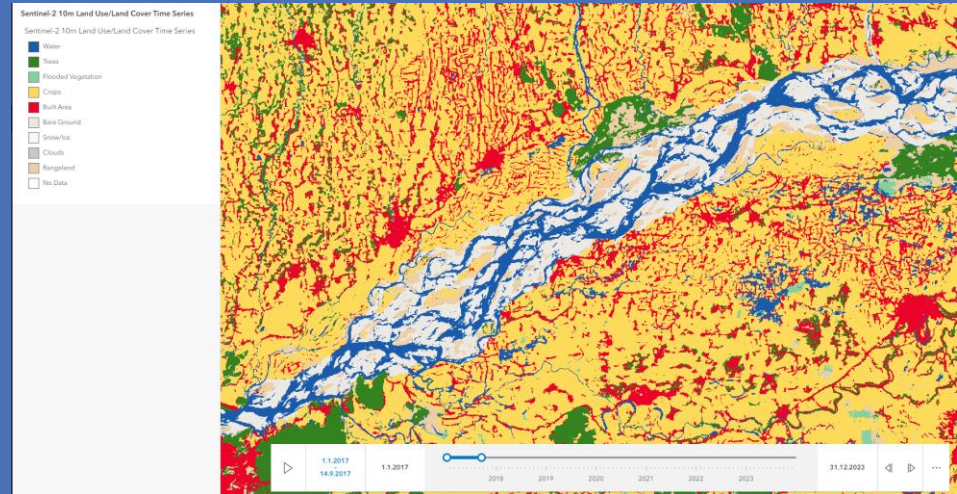 Sentinel-2 10m Land Use/Land Cover Time Series
Sentinel-2 10m Land Use/Land Cover Time Series
Water
Trees
Flooded Vegetation
Crops
Built Area
Bare Ground
Snow/Ice
Clouds
Rangeland
No Data
1.1.2017
-
14.9.2017
1.1.2017
2018 2019 2020 2021 2022 2023
31.12.2023